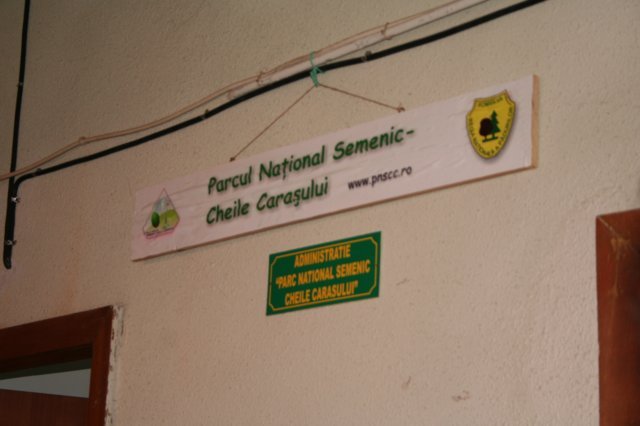 Parcul Național Semenic-
Cheile Carașului www.pnscc.ro
ADMINISTRATIE
"PARC NATIONAL SEMENIC
CHEILE CARASULUI"